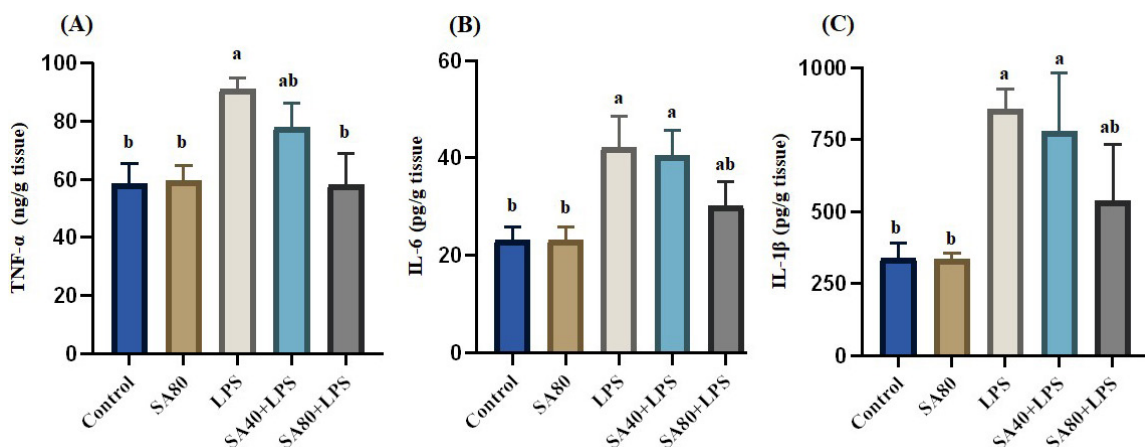 (A)
TNF-α (ng/g tissue)
100
80
60
40
20
0
b
b
a
ab
b
Control
SA80
LPS
SA40+LPS
SA80+LPS
(B)
IL-6 (pg/g tissue)
60
40
20
0
b
b
a
a
ab
Control
SA80
LPS
SA40+LPS
SA80+LPS
(C)
IL-1β (pg/g tissue)
1000
750
500
250
0
b
b
a
a
ab
Control
SA80
LPS
SA40+LPS
SA80+LPS